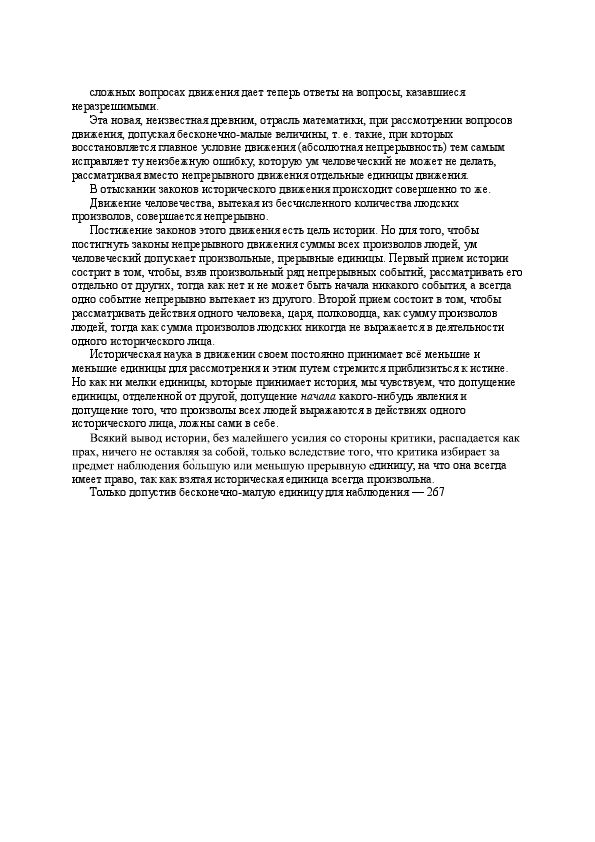 сложных вопросах движения дает теперь ответы на вопросы, казавшиеся
неразрешимыми.
Эта новая, неизвестная древним, отрасль математики, при рассмотрении вопросов
движения, допуская бесконечно-малые величины, т. е. такие, при которых
восстановляется главное условие движения (абсолютная непрерывность) тем самым
исправляет ту неизбежную ошибку, которую ум человеческий не может не делать,
рассматривая вместо непрерывного движения отдельные единицы движения.
В отыскании законов исторического движения происходит совершенно то же.
Движение человечества, вытекая из бесчисленного количества людских
произволов, совершается непрерывно.
Постижение законов этого движения есть цель истории. Но для того, чтобы
постигнуть законы непрерывного движения суммы всех произволов людей, ум
человеческий допускает произвольные, прерывные единицы. Первый прием истории
сострит в том, чтобы, взяв произвольный ряд непрерывных событий, рассматривать его
отдельно от других, тогда как нет и не может быть начала никакого события, а всегда
одно событие непрерывно вытекает из другого. Второй прием состоит в том, чтобы
рассматривать действия одного человека, царя, полководца, как сумму произволов
людей, тогда как сумма произволов людских никогда не выражается в деятельности
одного исторического лица.
Историческая наука в движении своем постоянно принимает всё меньшие и
меньшие единицы для рассмотрения и этим путем стремится приблизиться к истине.
Но как ни мелки единицы, которые принимает история, мы чувствуем, что допущение
единицы, отделенной от другой, допущение начала какого-нибудь явления и
допущение того, что произволы всех людей выражаются в действиях одного
исторического лица, ложны сами в себе.
Всякий вывод истории, без малейшего усилия со стороны критики, распадается как
прах, ничего не оставляя за собой, только вследствие того, что критика избирает за
предмет наблюдения бо̀льшую или меньшую прерывную единицу; на что она всегда
имеет право, так как взятая историческая единица всегда произвольна.
Только допустив бесконечно-малую единицу для наблюдения — 267